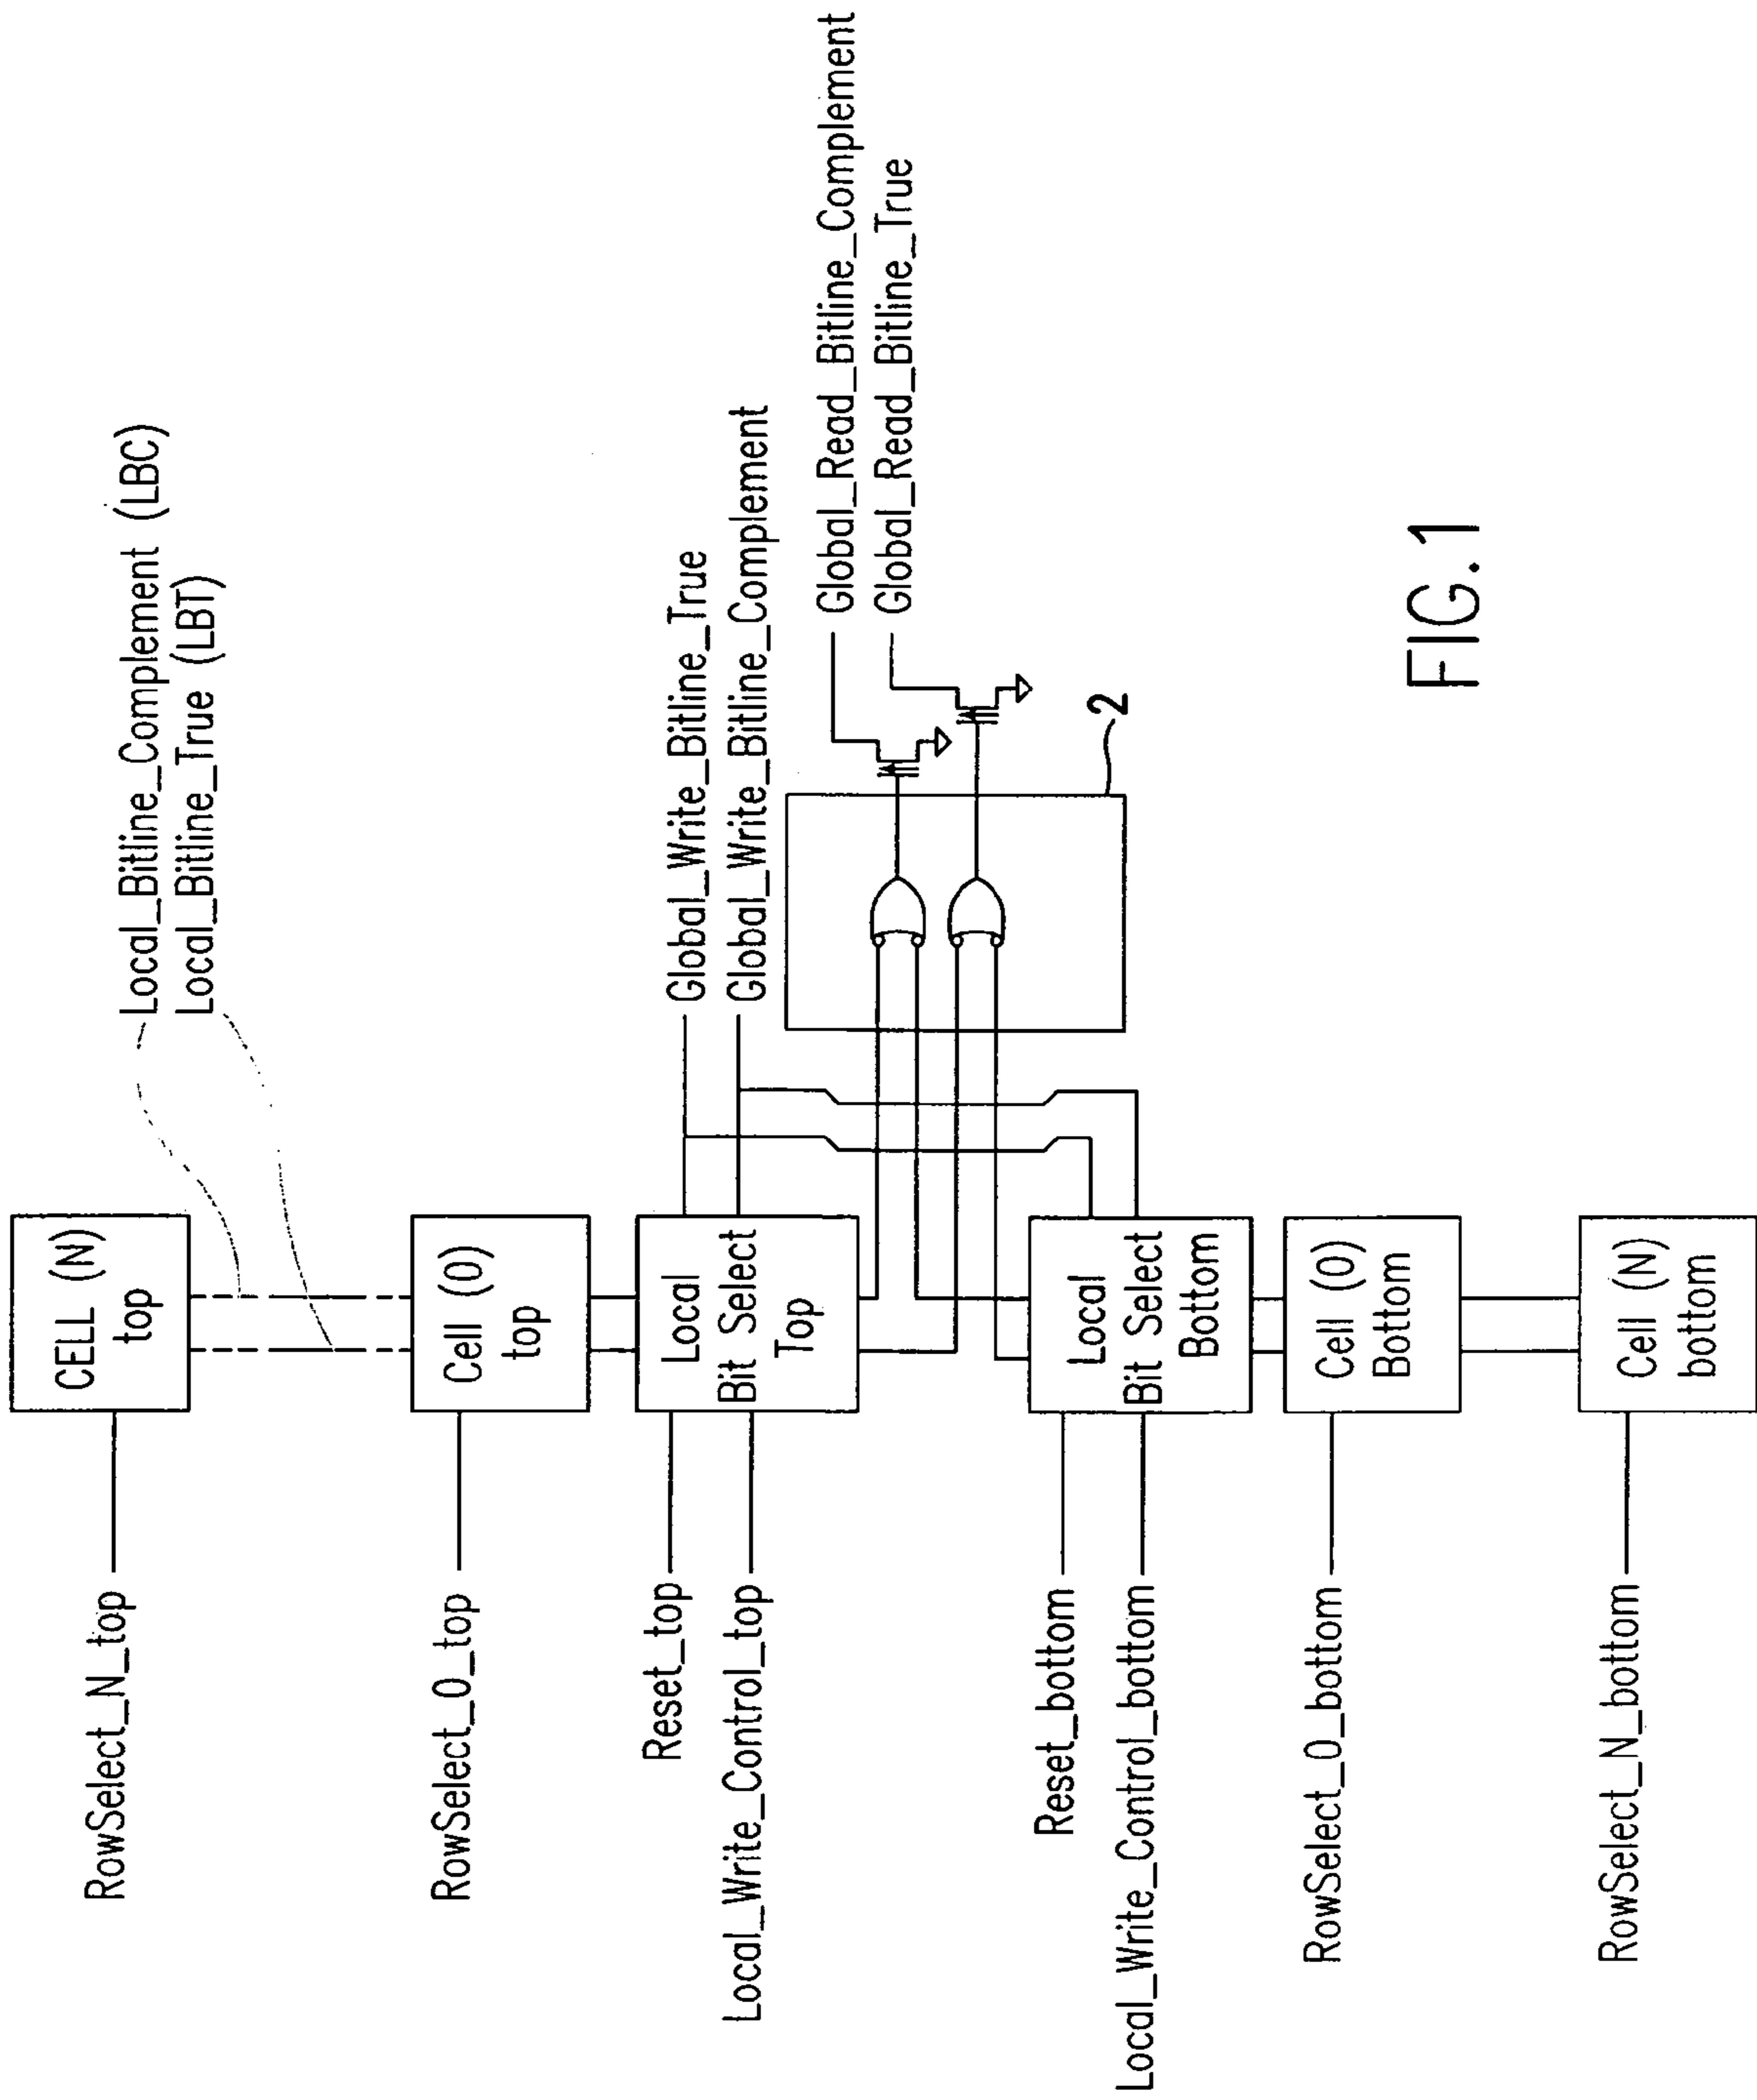 Local_Bitline_Complement (LBC)
Local_Bitline_True (LBT)
RowSelect_N_top
CELL (N)
top
RowSelect_0_top
Cell (0)
top
Reset_top
Local_Write_Control_top
Local
Bit Select
Top
Global_Write_Bitline_True
Global_Write_Bitline_Complement
Global_Read_Bitline_Complement
Global_Read_Bitline_True
2
Reset_bottom
Local_Write_Control_bottom
Local
Bit Select
Bottom
RowSelect_0_bottom
Cell (0)
Bottom
RowSelect_N_bottom
Cell (N)
bottom
FIG.1